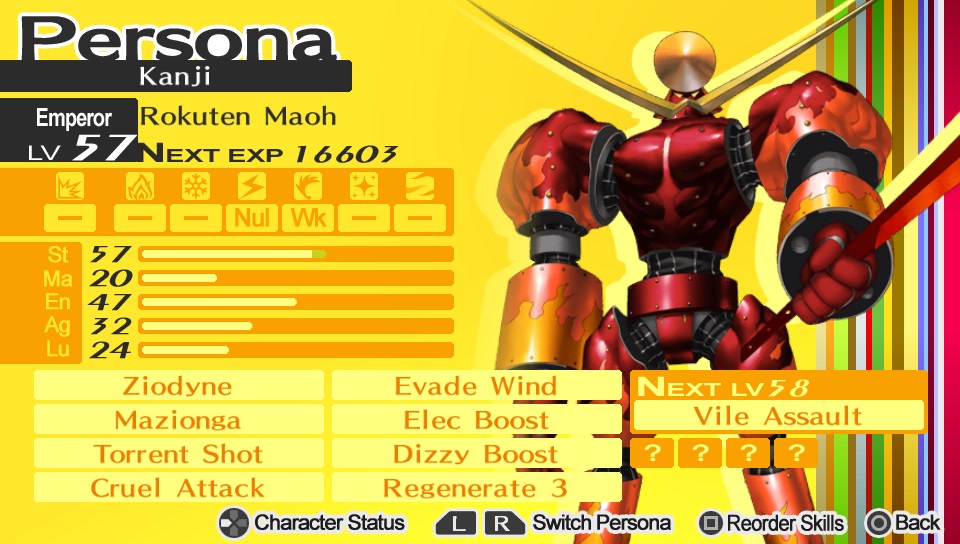 Persona
Kanji
Emperor
Rokuten Maoh
LV 57
NEXT EXP 16603
— — — Nul Wk — —
St 57
Ma 20
En 47
Ag 32
Lu 24
Ziodyne
Evade Wind
Mazionga
Elec Boost
Torrent Shot
Dizzy Boost
Cruel Attack
Regenerate 3
NEXT LV 58
Vile Assault
? ? ? ?
Character Status
L R Switch Persona
Reorder Skills
Back